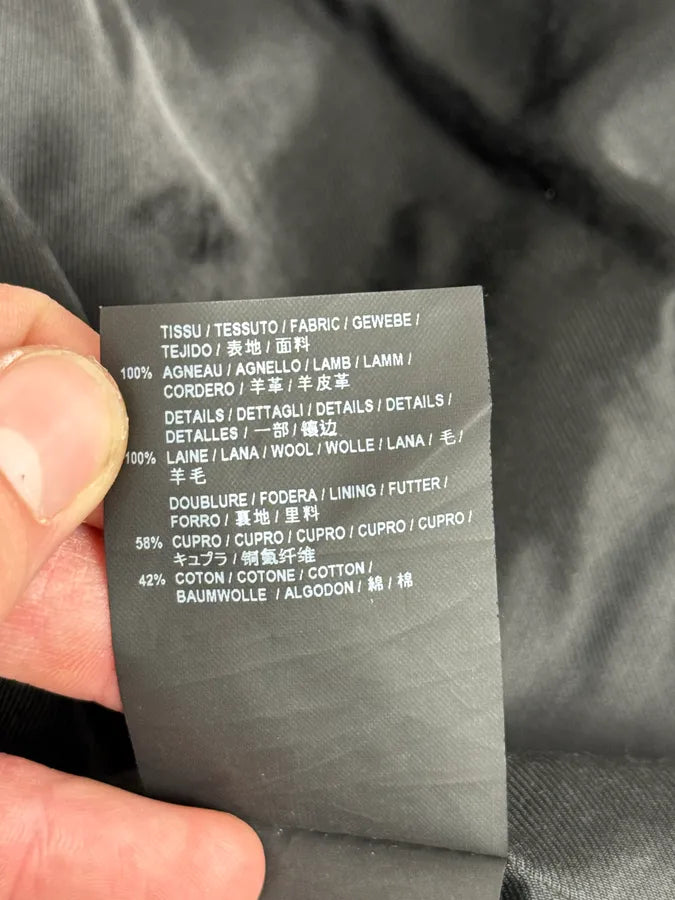 TISSU / TESSUTO / FABRIC / GEWEBE /
TEJIDO / 表地 / 面料
100% AGNEAU / AGNELLO / LAMB / LAMM /
CORDERO / 羊革 / 羊皮革
DETAILS / DETTAGLI / DETAILS / DETAILS /
DETALLES / 一部 / 镶边
100% LAINE / LANA / WOOL / WOLLE / LANA / 毛 /
羊毛
DOUBLURE / FODERA / LINING / FUTTER /
FORRO / 裏地 / 里料
58% CUPRO / CUPRO / CUPRO / CUPRO / CUPRO /
キュプラ / 铜氨纤维
42% COTON / COTONE / COTTON /
BAUMWOLLE / ALGODON / 綿 / 棉